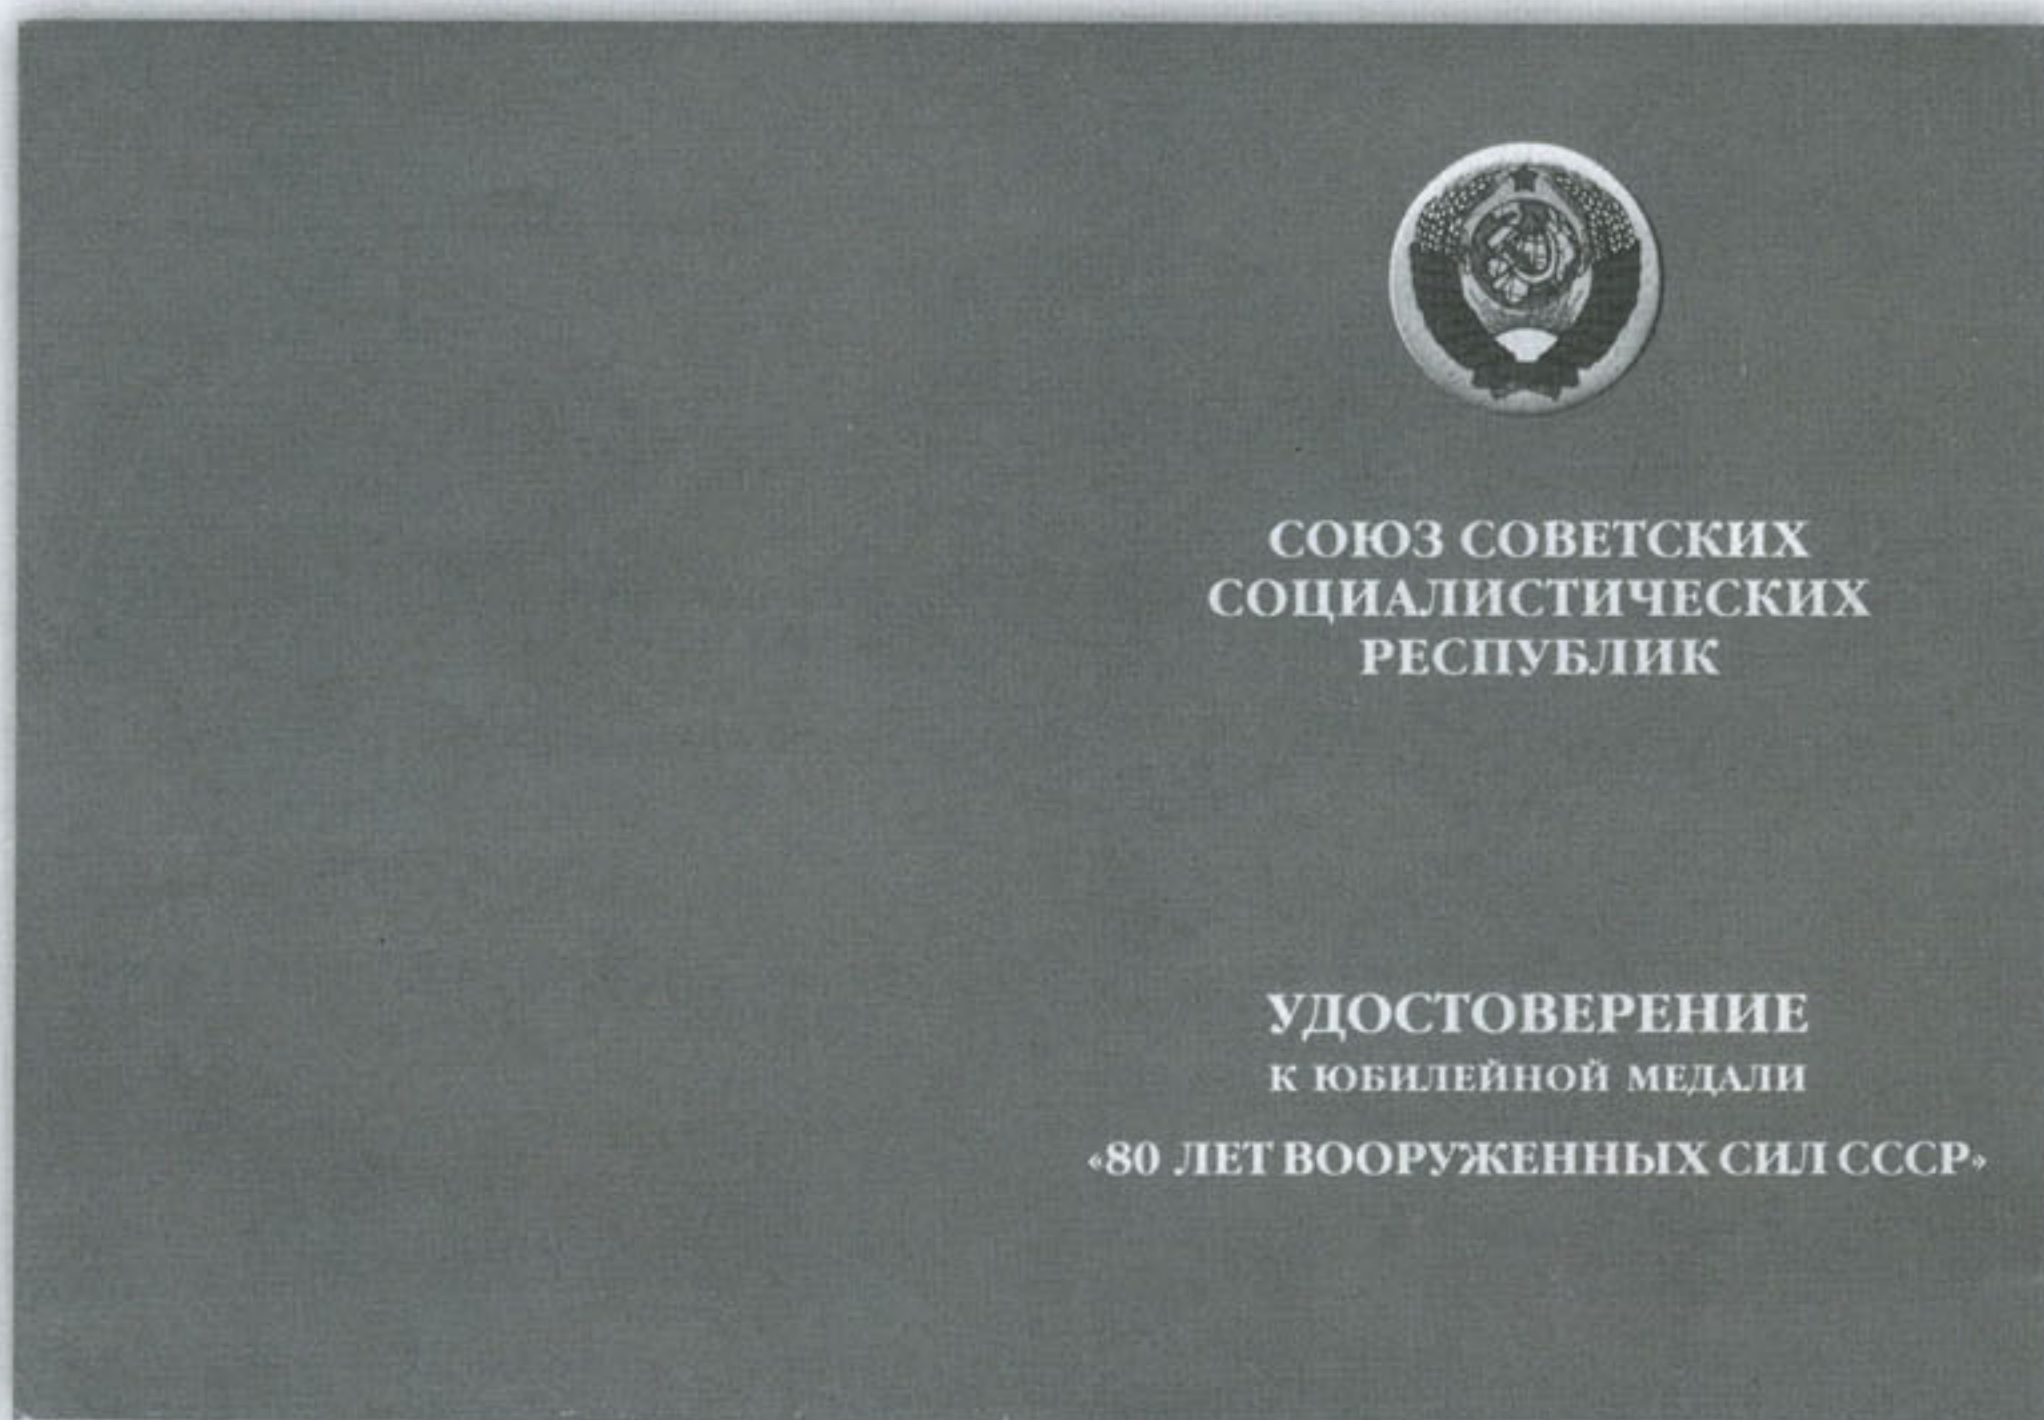 СОЮЗ СОВЕТСКИХ
СОЦИАЛИСТИЧЕСКИХ
РЕСПУБЛИК
УДОСТОВЕРЕНИЕ
К ЮБИЛЕЙНОЙ МЕДАЛИ
«80 ЛЕТ ВООРУЖЕННЫХ СИЛ СССР»